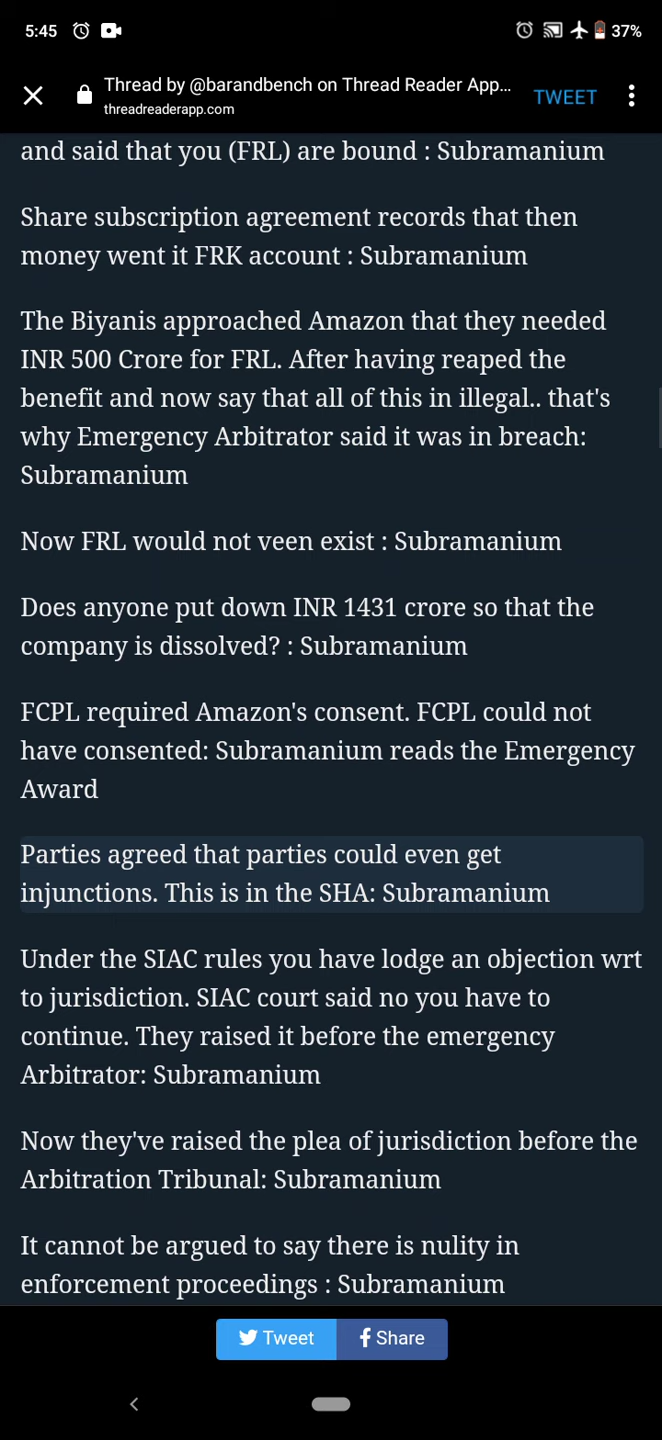 5:45
37%
Thread by @barandbench on Thread Reader App...
TWEET
threadreaderapp.com
and said that you (FRL) are bound : Subramanium
Share subscription agreement records that then
money went it FRK account : Subramanium
The Biyanis approached Amazon that they needed
INR 500 Crore for FRL. After having reaped the
benefit and now say that all of this in illegal.. that's
why Emergency Arbitrator said it was in breach:
Subramanium
Now FRL would not veen exist : Subramanium
Does anyone put down INR 1431 crore so that the
company is dissolved? : Subramanium
FCPL required Amazon's consent. FCPL could not
have consented: Subramanium reads the Emergency
Award
Parties agreed that parties could even get
injunctions. This is in the SHA: Subramanium
Under the SIAC rules you have lodge an objection wrt
to jurisdiction. SIAC court said no you have to
continue. They raised it before the emergency
Arbitrator: Subramanium
Now they've raised the plea of jurisdiction before the
Arbitration Tribunal: Subramanium
It cannot be argued to say there is nulity in
enforcement proceedings : Subramanium
Tweet
Share